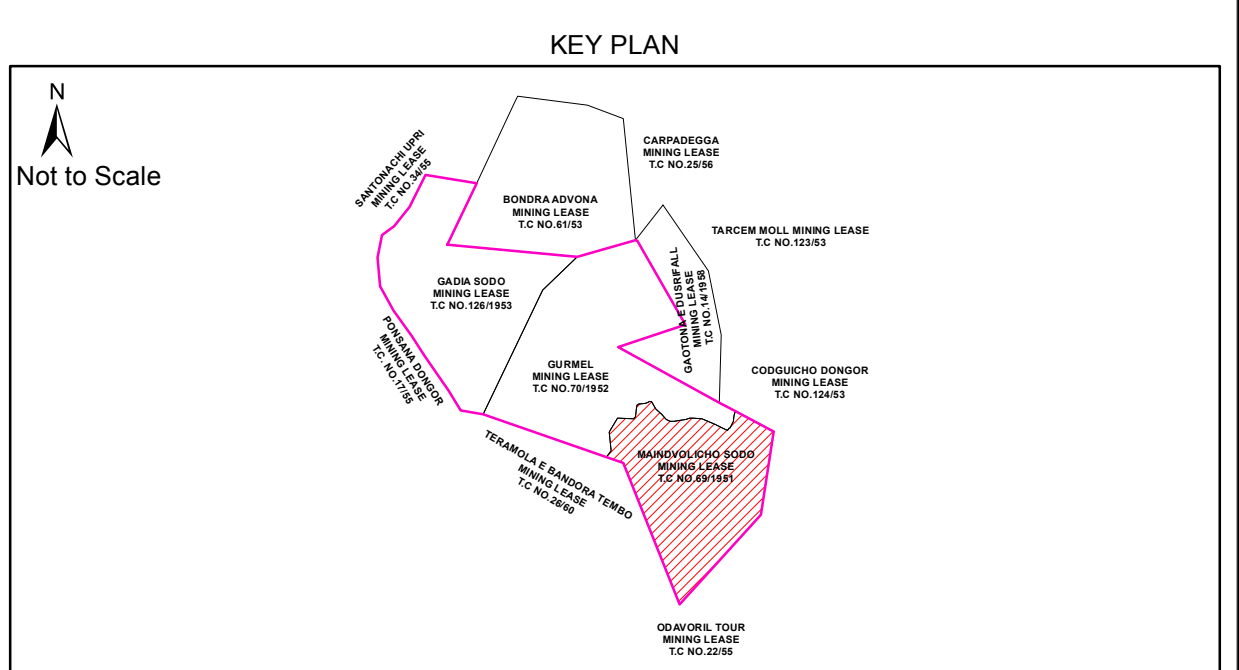 KEY PLAN
N
Not to Scale
SANTONACHI UPRI
MINING LEASE
T.C NO.34/55
CARPADEGGA
MINING LEASE
T.C NO.25/56
BONDRA ADVONA
MINING LEASE
T.C NO.61/53
TARCEM MOLL MINING LEASE
T.C NO.123/53
GADIA SODO
MINING LEASE
T.C NO.126/1953
GAOTONA E DUSRIFALL
MINING LEASE
T.C NO.14/1958
PONSANA DONGOR
MINING LEASE
T.C. NO.17/55
GURMEL
MINING LEASE
T.C NO.70/1952
CODGUICHO DONGOR
MINING LEASE
T.C NO.124/53
TERAMOLA E BANDORA TEMBO
MINING LEASE
T.C NO.26/60
MAINDVOLICHO SODO
MINING LEASE
T.C NO.69/1951
ODAVORIL TOUR
MINING LEASE
T.C NO.22/55